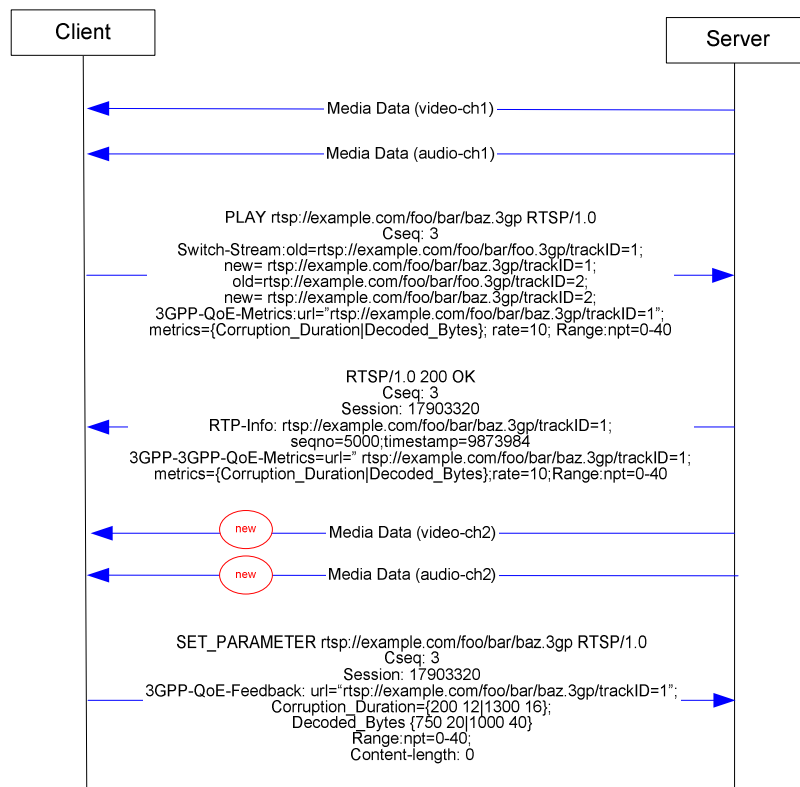 Client
Server
Media Data (video-ch1)
Media Data (audio-ch1)
PLAY rtsp://example.com/foo/bar/baz.3gp RTSP/1.0
Cseq: 3
Switch-Stream:old=rtsp://example.com/foo/bar/foo.3gp/trackID=1;
new= rtsp://example.com/foo/bar/baz.3gp/trackID=1;
old=rtsp://example.com/foo/bar/foo.3gp/trackID=2;
new= rtsp://example.com/foo/bar/baz.3gp/trackID=2;
3GPP-QoE-Metrics:url=”rtsp://example.com/foo/bar/baz.3gp/trackID=1”;
metrics={Corruption_Duration|Decoded_Bytes}; rate=10; Range:npt=0-40
RTSP/1.0 200 OK
Cseq: 3
Session: 17903320
RTP-Info: rtsp://example.com/foo/bar/baz.3gp/trackID=1;
seqno=5000;timestamp=9873984
3GPP-3GPP-QoE-Metrics=url=” rtsp://example.com/foo/bar/baz.3gp/trackID=1;
metrics={Corruption_Duration|Decoded_Bytes};rate=10;Range:npt=0-40
new Media Data (video-ch2)
new Media Data (audio-ch2)
SET_PARAMETER rtsp://example.com/foo/bar/baz.3gp RTSP/1.0
Cseq: 3
Session: 17903320
3GPP-QoE-Feedback: url=“rtsp://example.com/foo/bar/baz.3gp/trackID=1”;
Corruption_Duration={200 12|1300 16};
Decoded_Bytes {750 20|1000 40}
Range:npt=0-40;
Content-length: 0